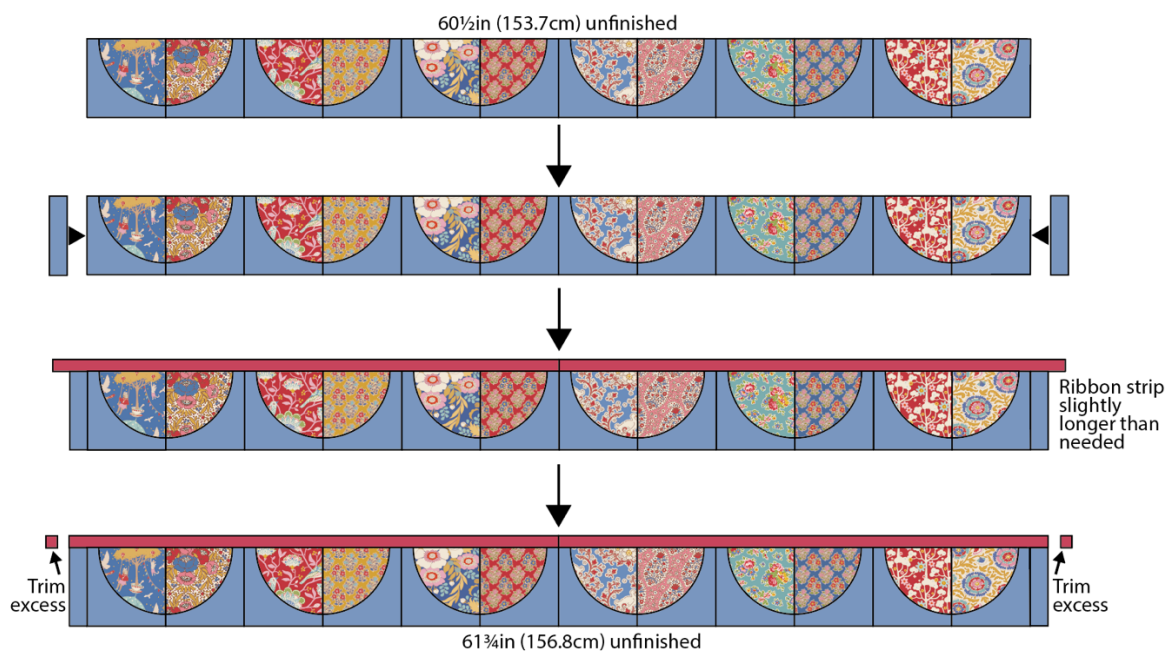 60½in (153.7cm) unfinished
Ribbon strip
slightly
longer than
needed
Trim
excess
Trim
excess
61¾in (156.8cm) unfinished